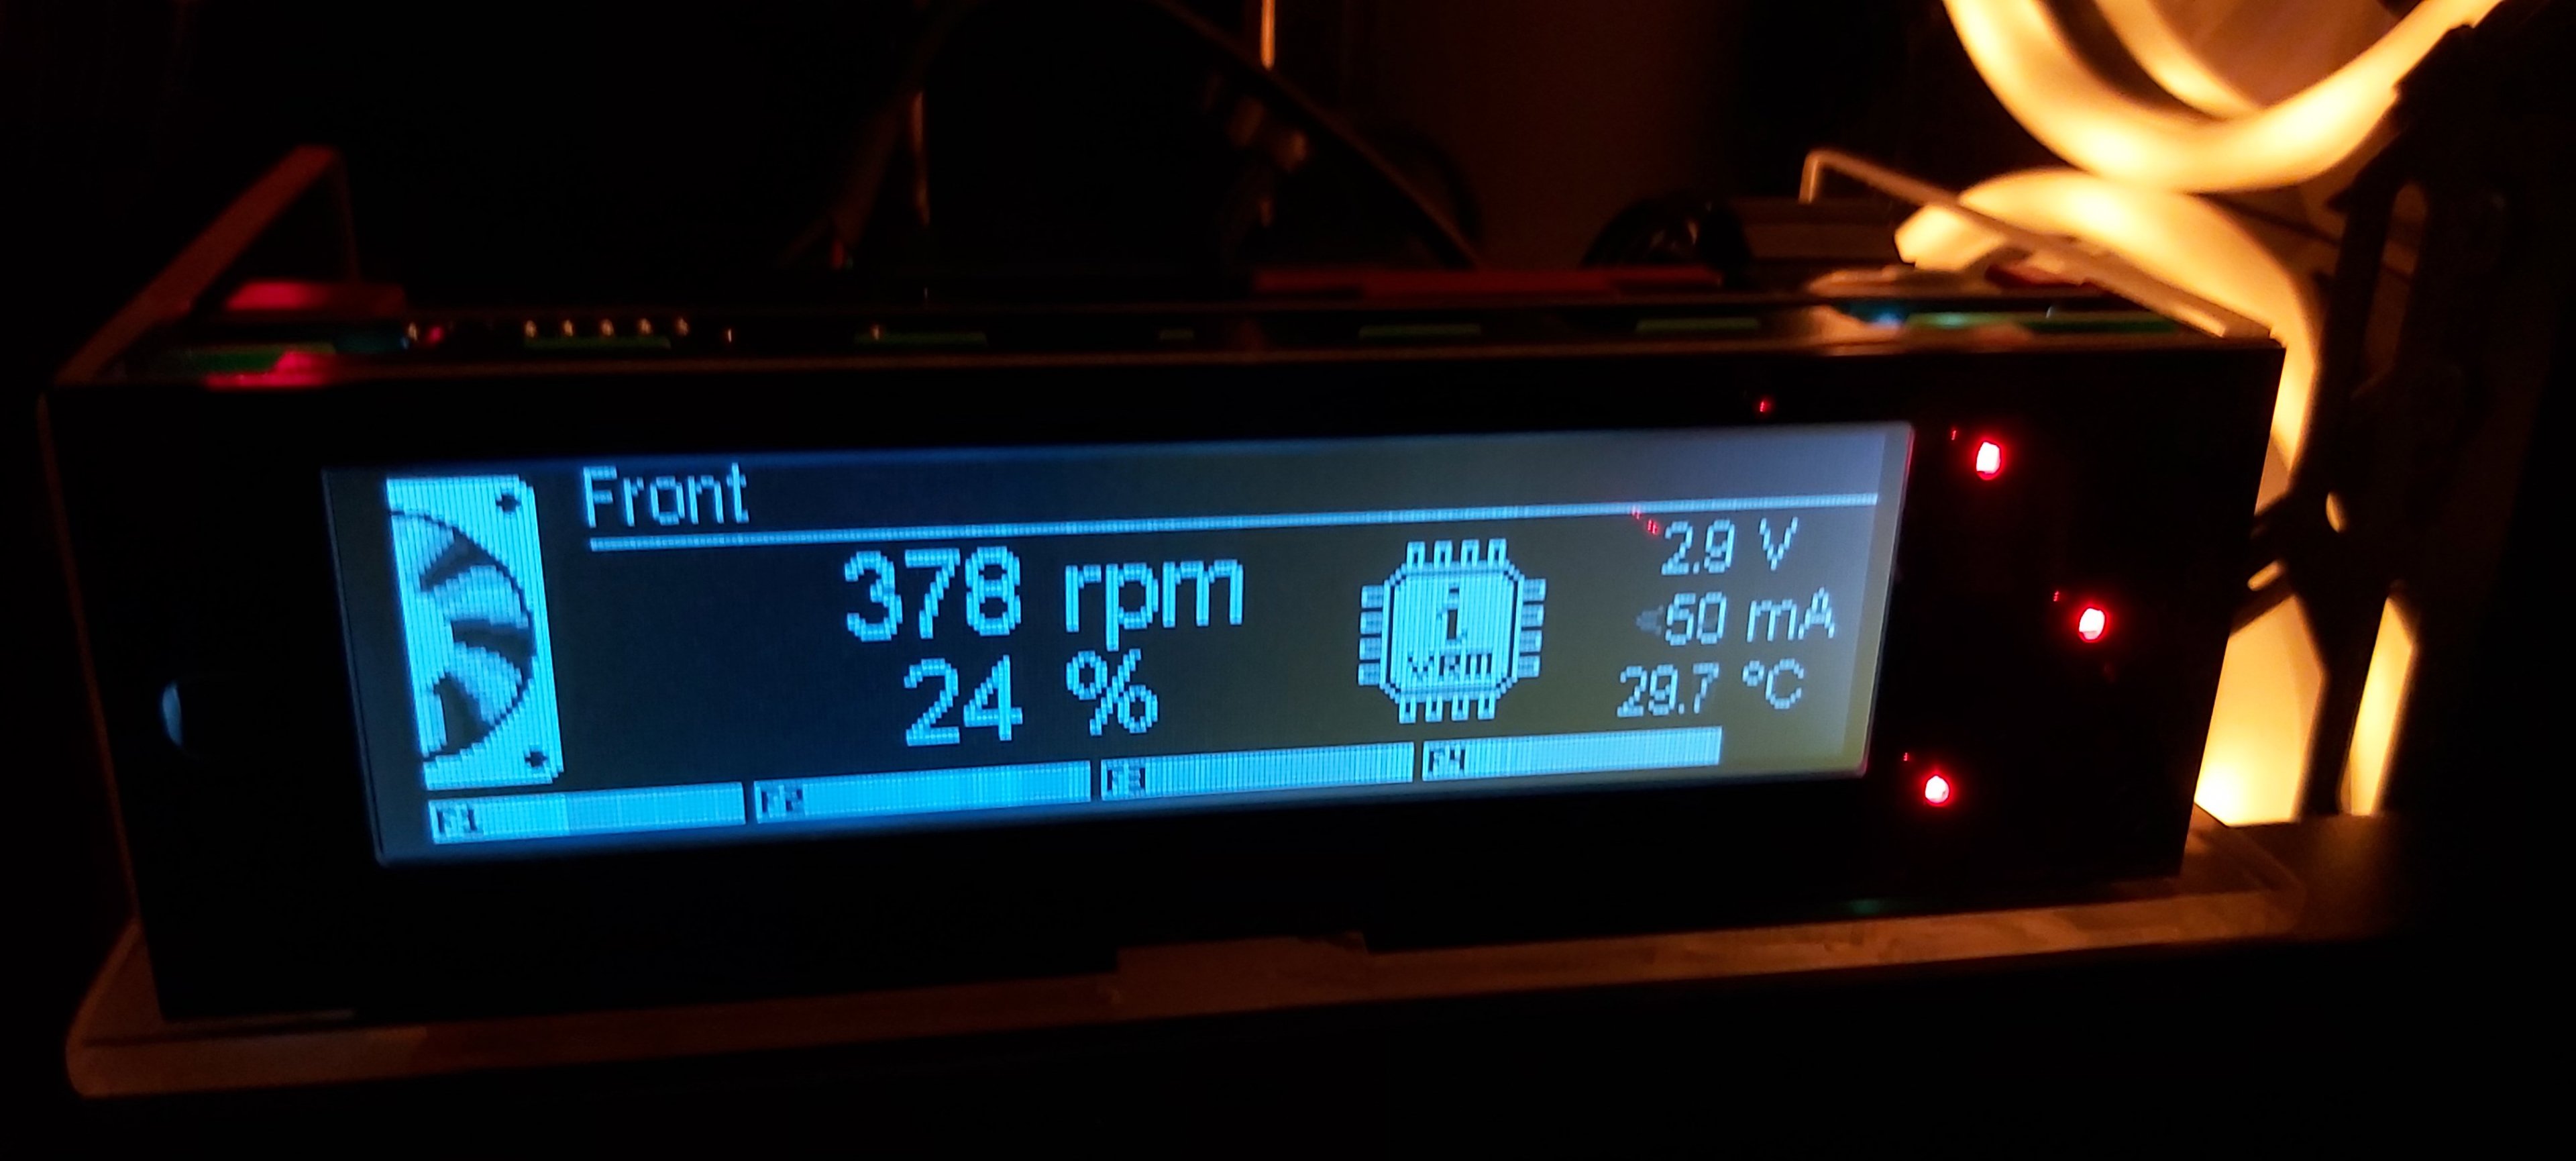 Front
378 rpm
24 %
i
VRM
2.9 V
<50 mA
29.7 °C
F1
F2
F3
F4